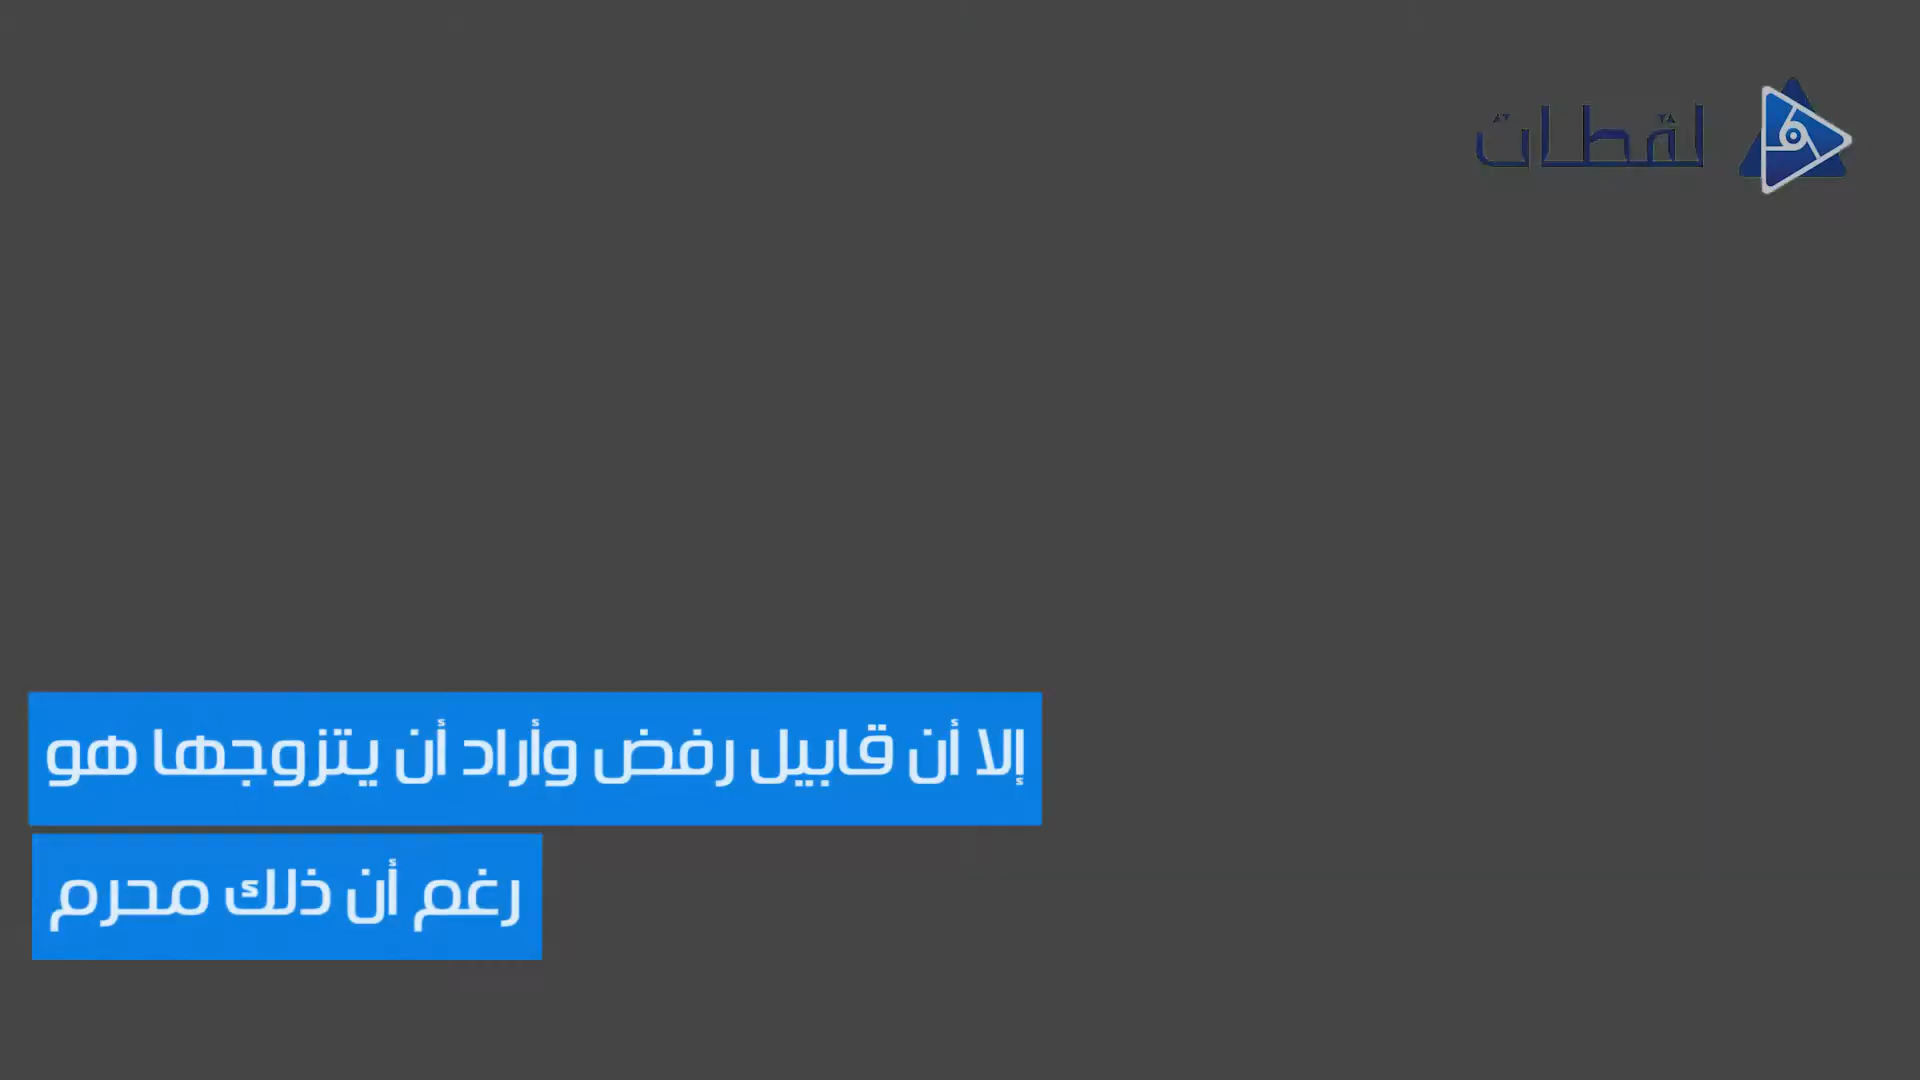 لقطات
إلا أن قابيل رفض وأراد أن يتزوجها هو
رغم أن ذلك محرم